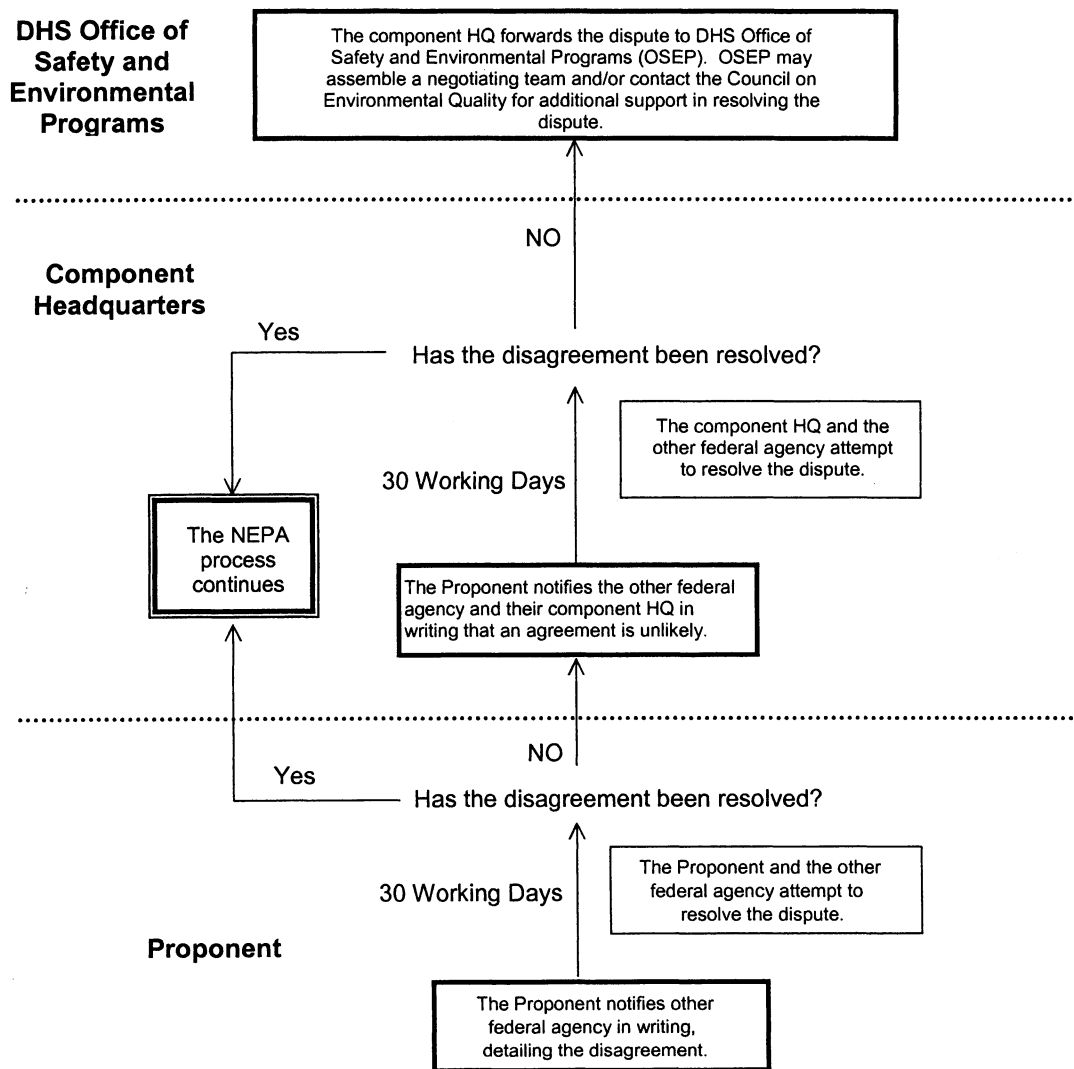 DHS Office of
Safety and
Environmental
Programs
The component HQ forwards the dispute to DHS Office of
Safety and Environmental Programs (OSEP). OSEP may
assemble a negotiating team and/or contact the Council on
Environmental Quality for additional support in resolving the
dispute.
NO
Component
Headquarters
Yes
Has the disagreement been resolved?
The component HQ and the
other federal agency attempt
to resolve the dispute.
30 Working Days
The NEPA
process
continues
The Proponent notifies the other federal
agency and their component HQ in
writing that an agreement is unlikely.
NO
Yes
Has the disagreement been resolved?
The Proponent and the other
federal agency attempt to
resolve the dispute.
30 Working Days
Proponent
The Proponent notifies other
federal agency in writing,
detailing the disagreement.